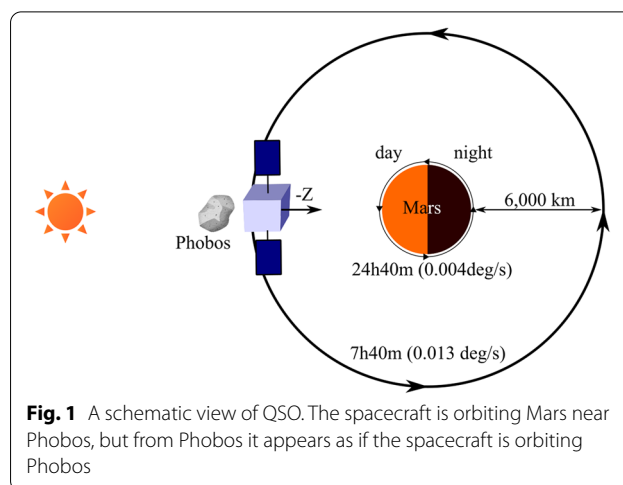 day
night
-Z
Mars
6,000 km
Phobos
24h40m (0.004deg/s)
7h40m (0.013 deg/s)
Fig. 1 A schematic view of QSO. The spacecraft is orbiting Mars near
Phobos, but from Phobos it appears as if the spacecraft is orbiting
Phobos